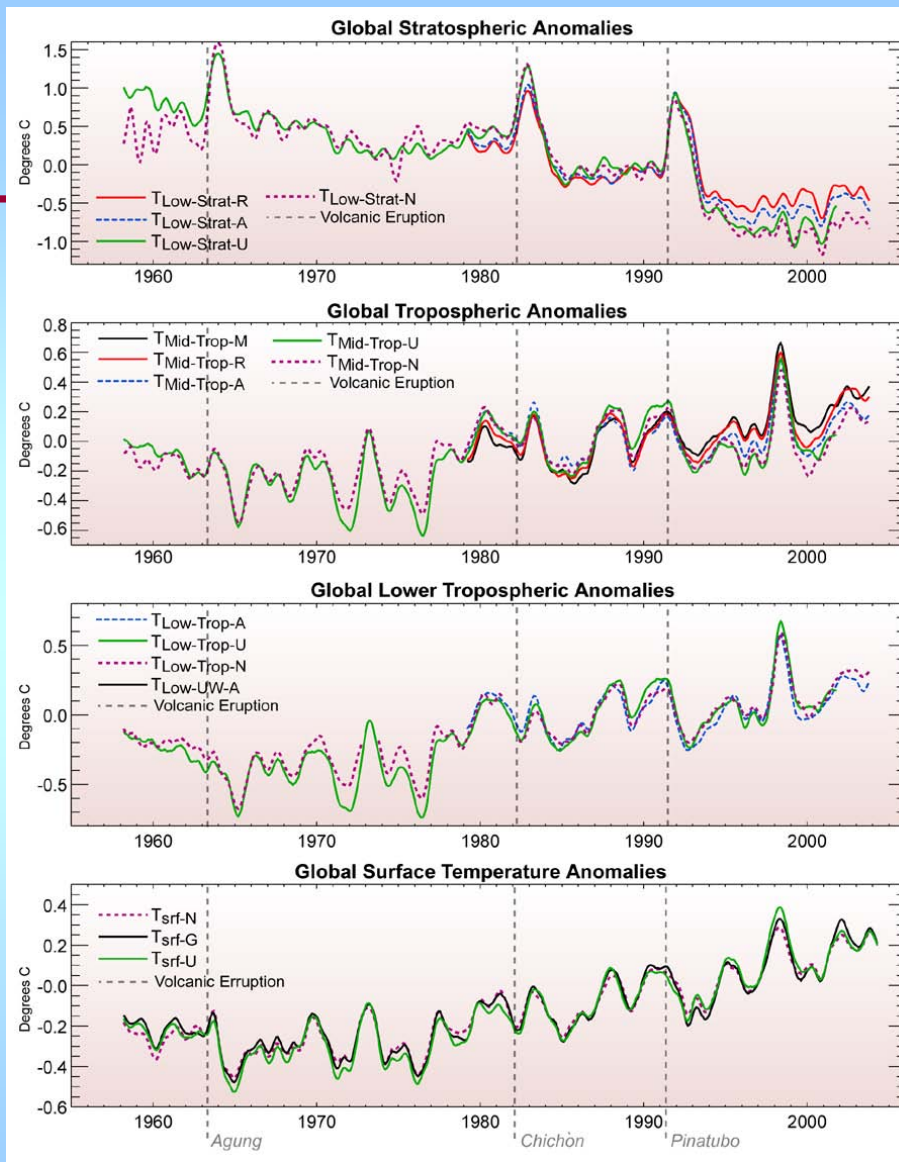 Global Stratospheric Anomalies
Degrees C
1.5
1.0
0.5
0.0
-0.5
-1.0
TLow-Strat-R
TLow-Strat-A
TLow-Strat-U
TLow-Strat-N
Volcanic Eruption
1960 1970 1980 1990 2000
Global Tropospheric Anomalies
Degrees C
0.8
0.6
0.4
0.2
0.0
-0.2
-0.4
-0.6
TMid-Trop-M
TMid-Trop-R
TMid-Trop-A
TMid-Trop-U
TMid-Trop-N
Volcanic Eruption
1960 1970 1980 1990 2000
Global Lower Tropospheric Anomalies
Degrees C
0.5
0.0
-0.5
TLow-Trop-A
TLow-Trop-U
TLow-Trop-N
TLow-UW-A
Volcanic Eruption
1960 1970 1980 1990 2000
Global Surface Temperature Anomalies
Degrees C
0.4
0.2
-0.0
-0.2
-0.4
-0.6
Tsrf-N
Tsrf-G
Tsrf-U
Volcanic Erruption
1960 1970 1980 1990 2000
Agung Chichòn Pinatubo